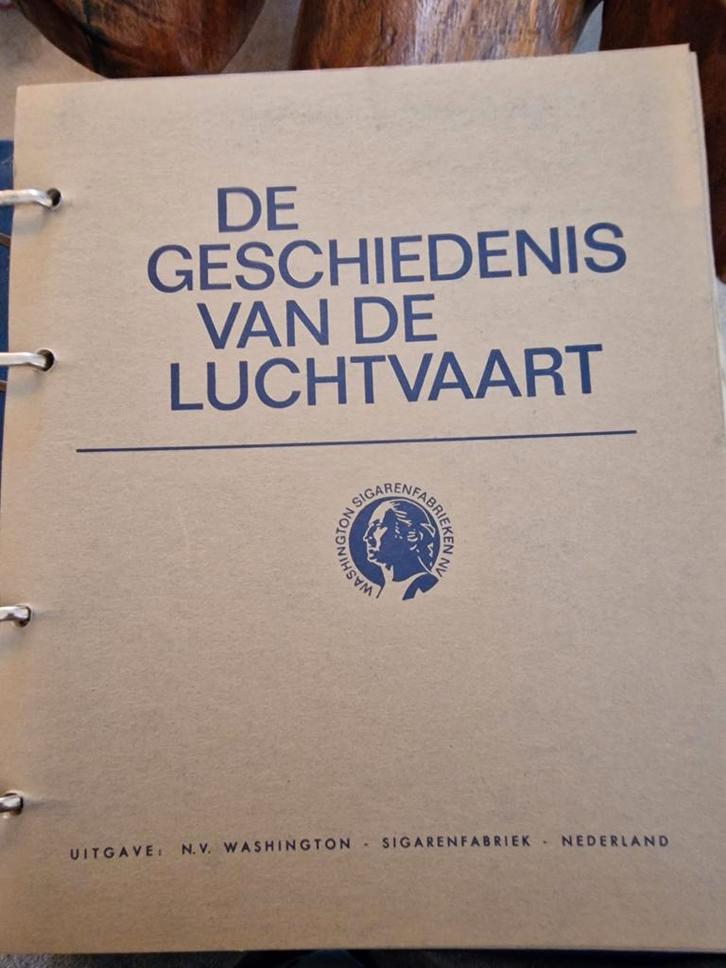 DE
GESCHIEDENIS
VAN DE
LUCHTVAART
WASHINGTON SIGARENFABRIEKEN NV
UITGAVE: N.V. WASHINGTON - SIGARENFABRIEK - NEDERLAND